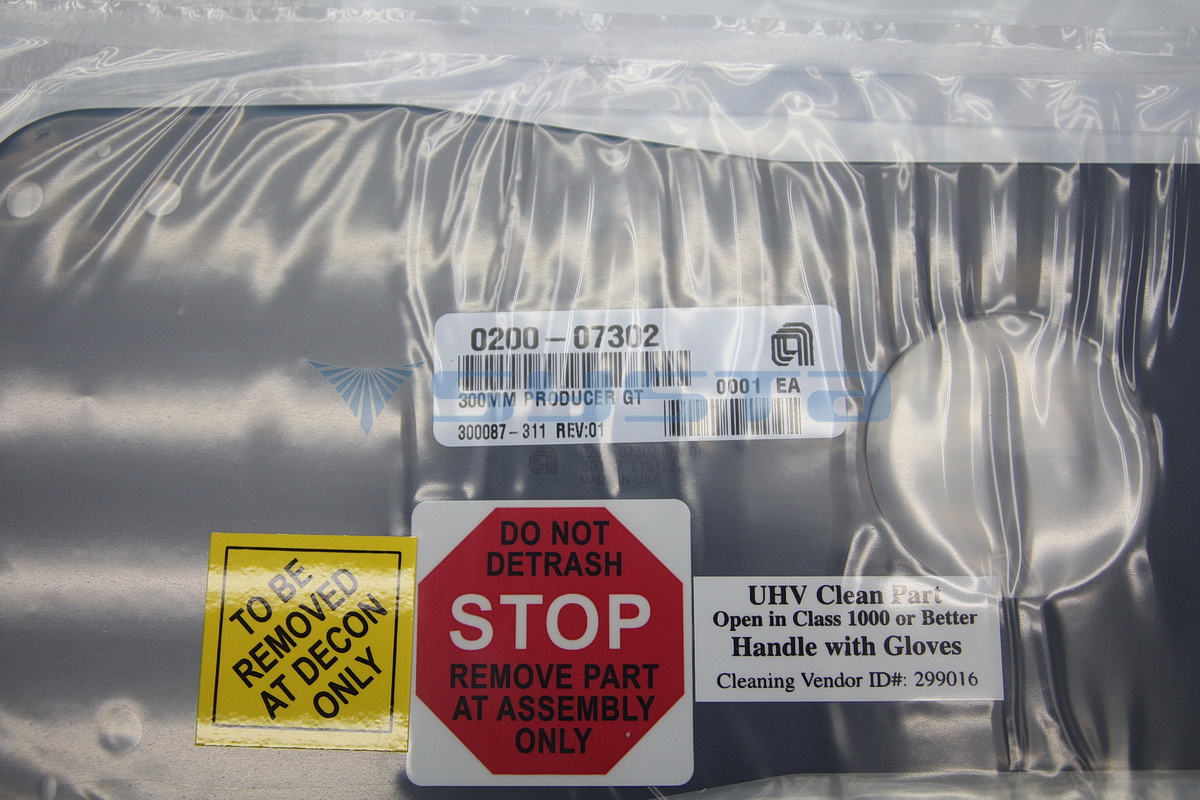 0200-07302
0001 EA
300MM PRODUCER GT
300087-311 REV:01
SUSTA
MADE IN USA
DO NOT
DETRASH
STOP
REMOVE PART
AT ASSEMBLY
ONLY
TO BE
REMOVED
AT DECON
ONLY
UHV Clean Part
Open in Class 1000 or Better
Handle with Gloves
Cleaning Vendor ID#: 299016